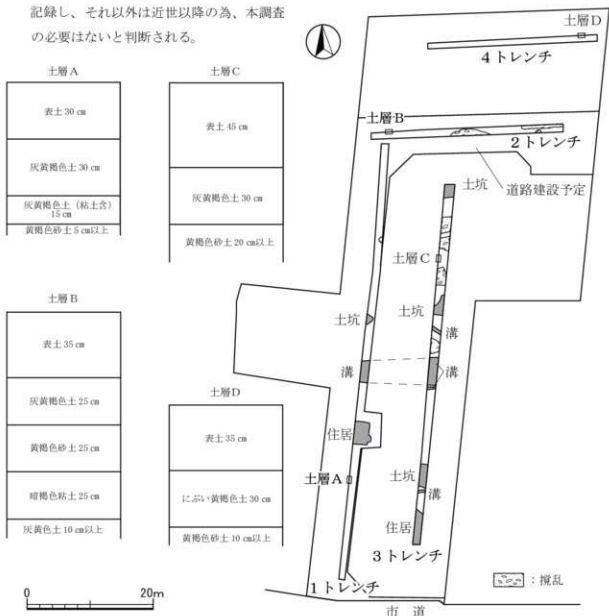 記録し、それ以外は近世以降の為、本調査
の必要はないと判断される。
土層A
表土 30 ㎝
灰黄褐色土 30 ㎝
灰黄褐色土（粘土含）
15 ㎝
黄褐色砂土 5 ㎝以上
土層C
表土 45 ㎝
灰黄褐色土 30 ㎝
黄褐色砂土 20 ㎝以上
土層B
表土 35 ㎝
灰黄褐色土 25 ㎝
黄褐色砂土 25 ㎝
暗褐色粘土 25 ㎝
灰黄色土 10 ㎝以上
土層D
表土 35 ㎝
にぶい黄褐色土 30 ㎝
黄褐色砂土 10 ㎝以上
0 20m
土層D
4トレンチ
土層B
2トレンチ
道路建設予定
土坑
土層C
土坑
土坑
溝
溝
溝
住居
土層A
土坑
溝
住居
3トレンチ
1トレンチ
：撹乱
市 道